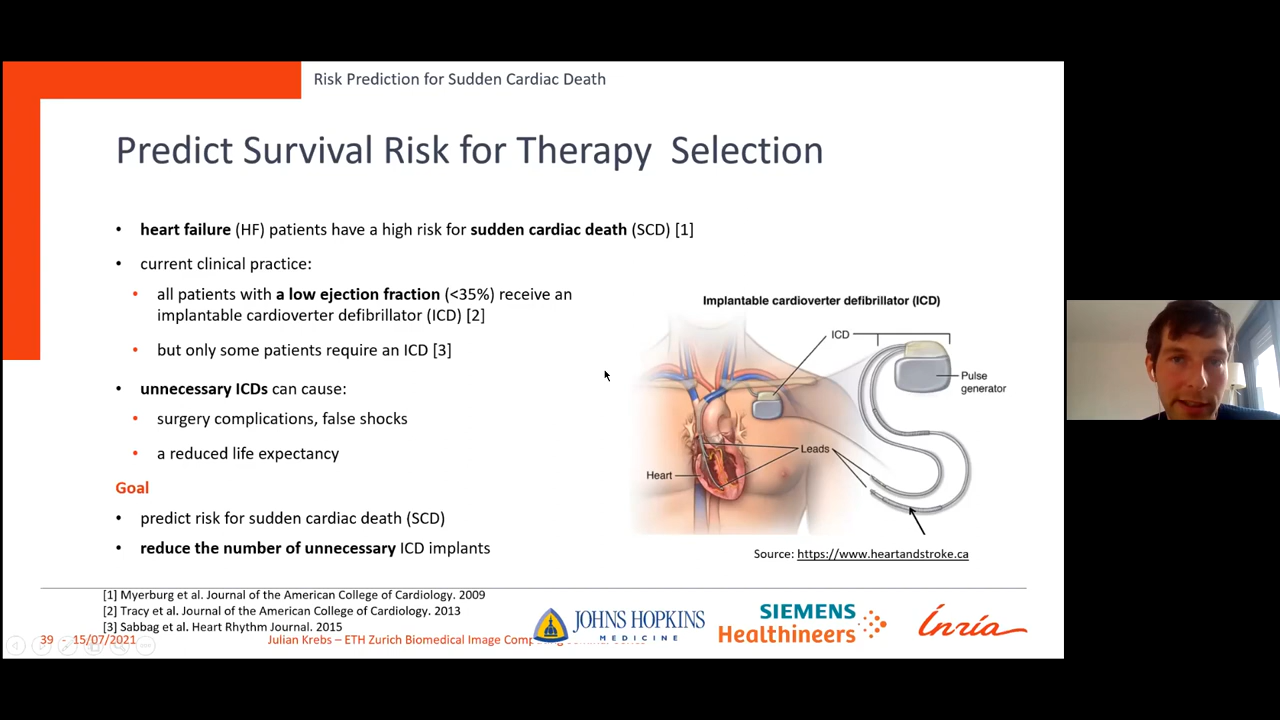 Risk Prediction for Sudden Cardiac Death
Predict Survival Risk for Therapy Selection
• heart failure (HF) patients have a high risk for sudden cardiac death (SCD) [1]
• current clinical practice:
• all patients with a low ejection fraction (<35%) receive an
implantable cardioverter defibrillator (ICD) [2]
• but only some patients require an ICD [3]
• unnecessary ICDs can cause:
• surgery complications, false shocks
• a reduced life expectancy
Goal
• predict risk for sudden cardiac death (SCD)
• reduce the number of unnecessary ICD implants
Implantable cardioverter defibrillator (ICD)
ICD
Pulse
generator
Leads
Heart
Source: https://www.heartandstroke.ca
[1] Myerburg et al. Journal of the American College of Cardiology. 2009
[2] Tracy et al. Journal of the American College of Cardiology. 2013
[3] Sabbag et al. Heart Rhythm Journal. 2015
39 - 15/07/2021
Julian Krebs – ETH Zurich Biomedical Image
JOHNS HOPKINS
MEDICINE
SIEMENS
Healthineers
Inria